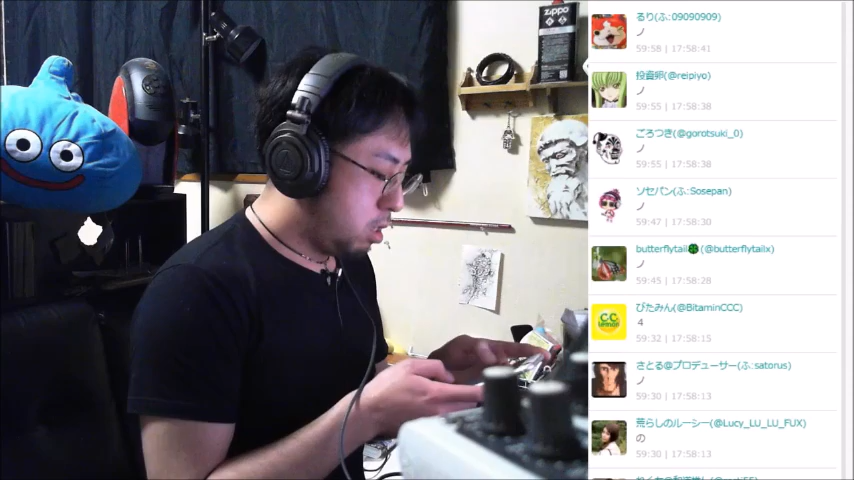 zippo
るり(ふ:09090909)
ノ
59:58 | 17:58:41
投資卵(@reipiyo)
ノ
59:55 | 17:58:38
ごろつき(@gorotsuki_0)
ノ
59:55 | 17:58:38
ソセパン(ふ:Sosepan)
ノ
59:47 | 17:58:30
butterflytail🍀(@butterflytailx)
ノ
59:45 | 17:58:28
びたみん(@BitaminCCC)
4
59:32 | 17:58:15
さとる@プロデューサー(ふ:satorus)
ノ
59:30 | 17:58:13
荒らしのルーシー(@Lucy_LU_LU_FUX)
の
59:30 | 17:58:13